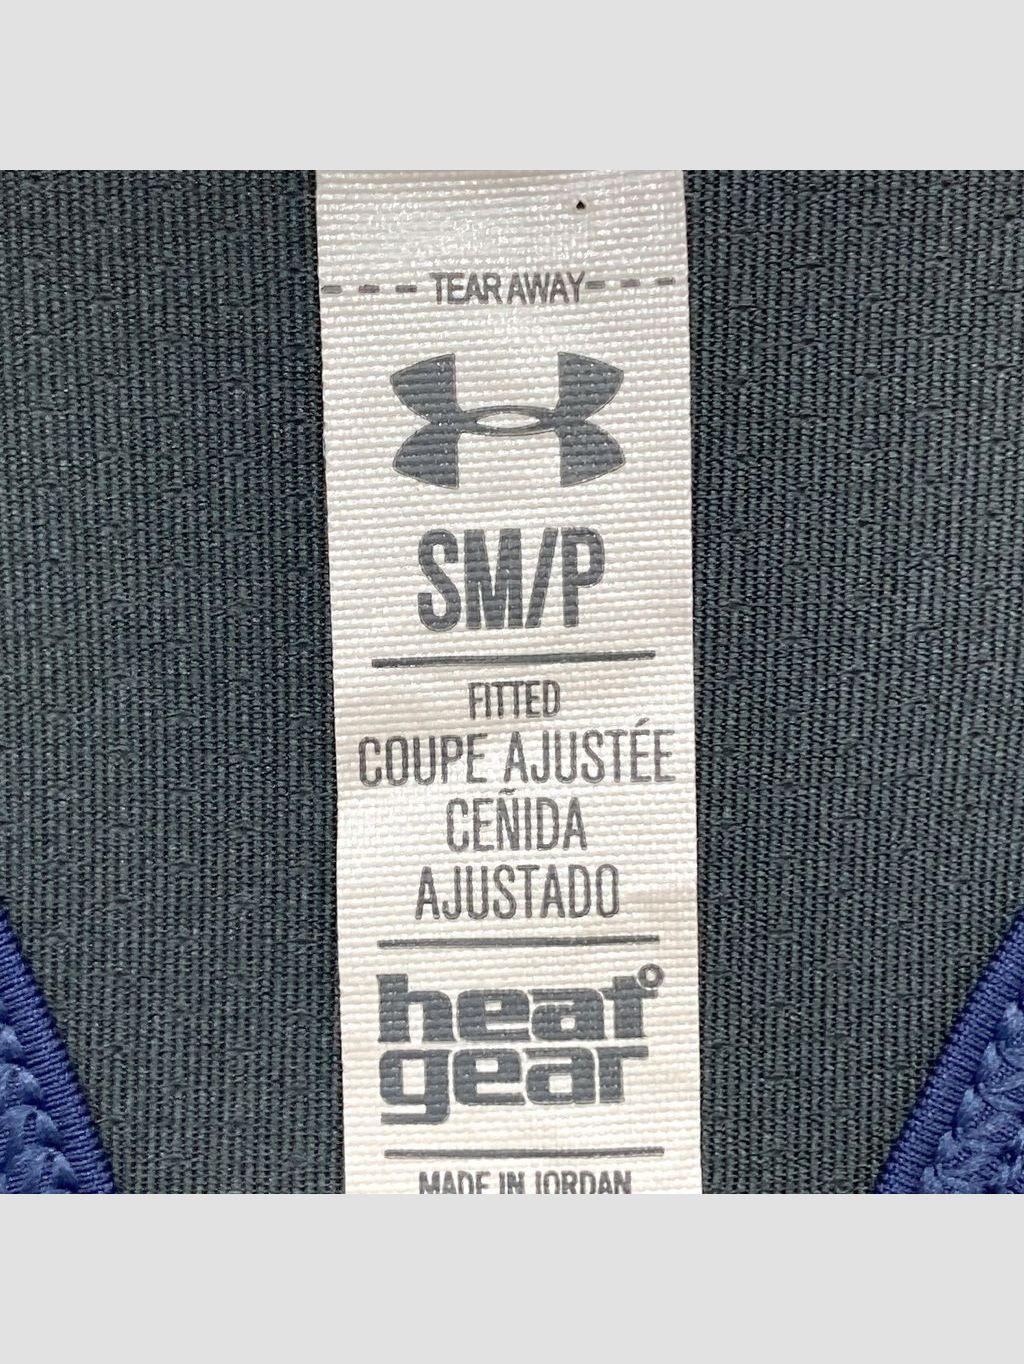 TEAR AWAY
SM/P
FITTED
COUPE AJUSTÉE
CEÑIDA
AJUSTADO
heat
gear
MADE IN JORDAN